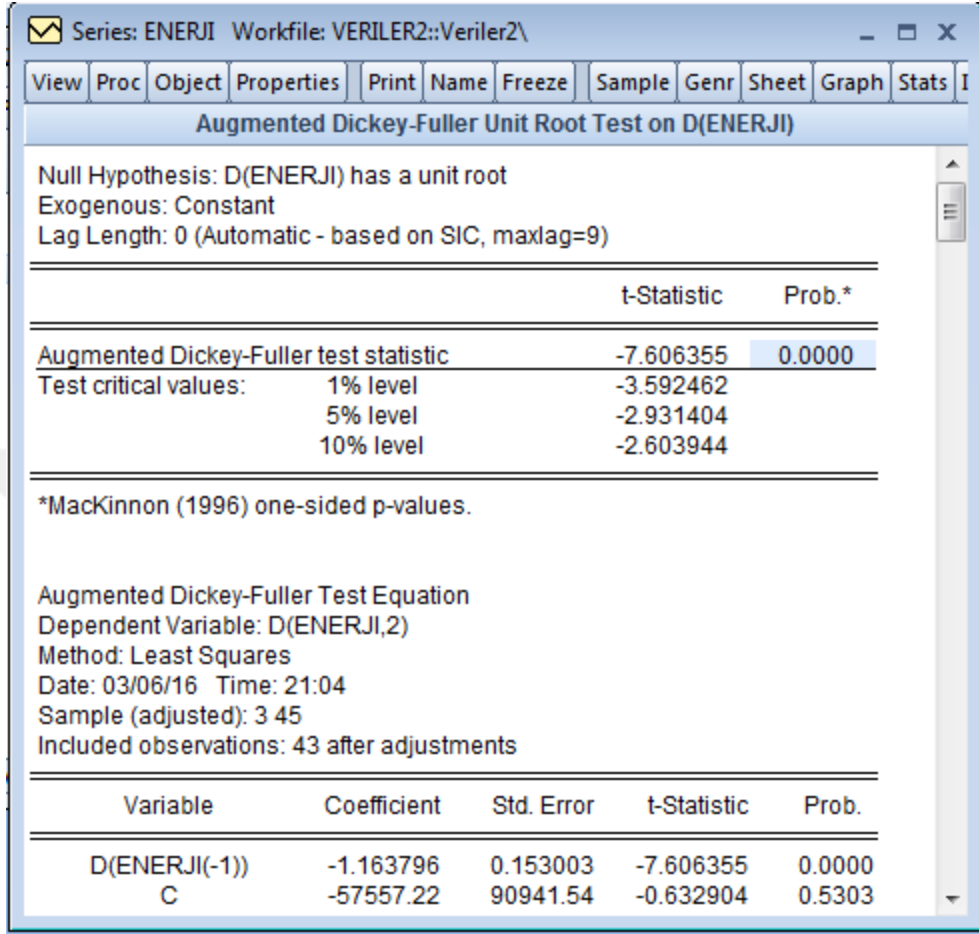 Series: ENERJI Workfile: VERILER2::Veriler2\
View Proc Object Properties Print Name Freeze Sample Genr Sheet Graph Stats
Augmented Dickey-Fuller Unit Root Test on D(ENERJI)
Null Hypothesis: D(ENERJI) has a unit root
Exogenous: Constant
Lag Length: 0 (Automatic - based on SIC, maxlag=9)
t-Statistic Prob.*
Augmented Dickey-Fuller test statistic -7.606355 0.0000
Test critical values: 1% level -3.592462
5% level -2.931404
10% level -2.603944
*MacKinnon (1996) one-sided p-values.
Augmented Dickey-Fuller Test Equation
Dependent Variable: D(ENERJI,2)
Method: Least Squares
Date: 03/06/16 Time: 21:04
Sample (adjusted): 3 45
Included observations: 43 after adjustments
Variable Coefficient Std. Error t-Statistic Prob.
D(ENERJI(-1)) -1.163796 0.153003 -7.606355 0.0000
C -57557.22 90941.54 -0.632904 0.5303